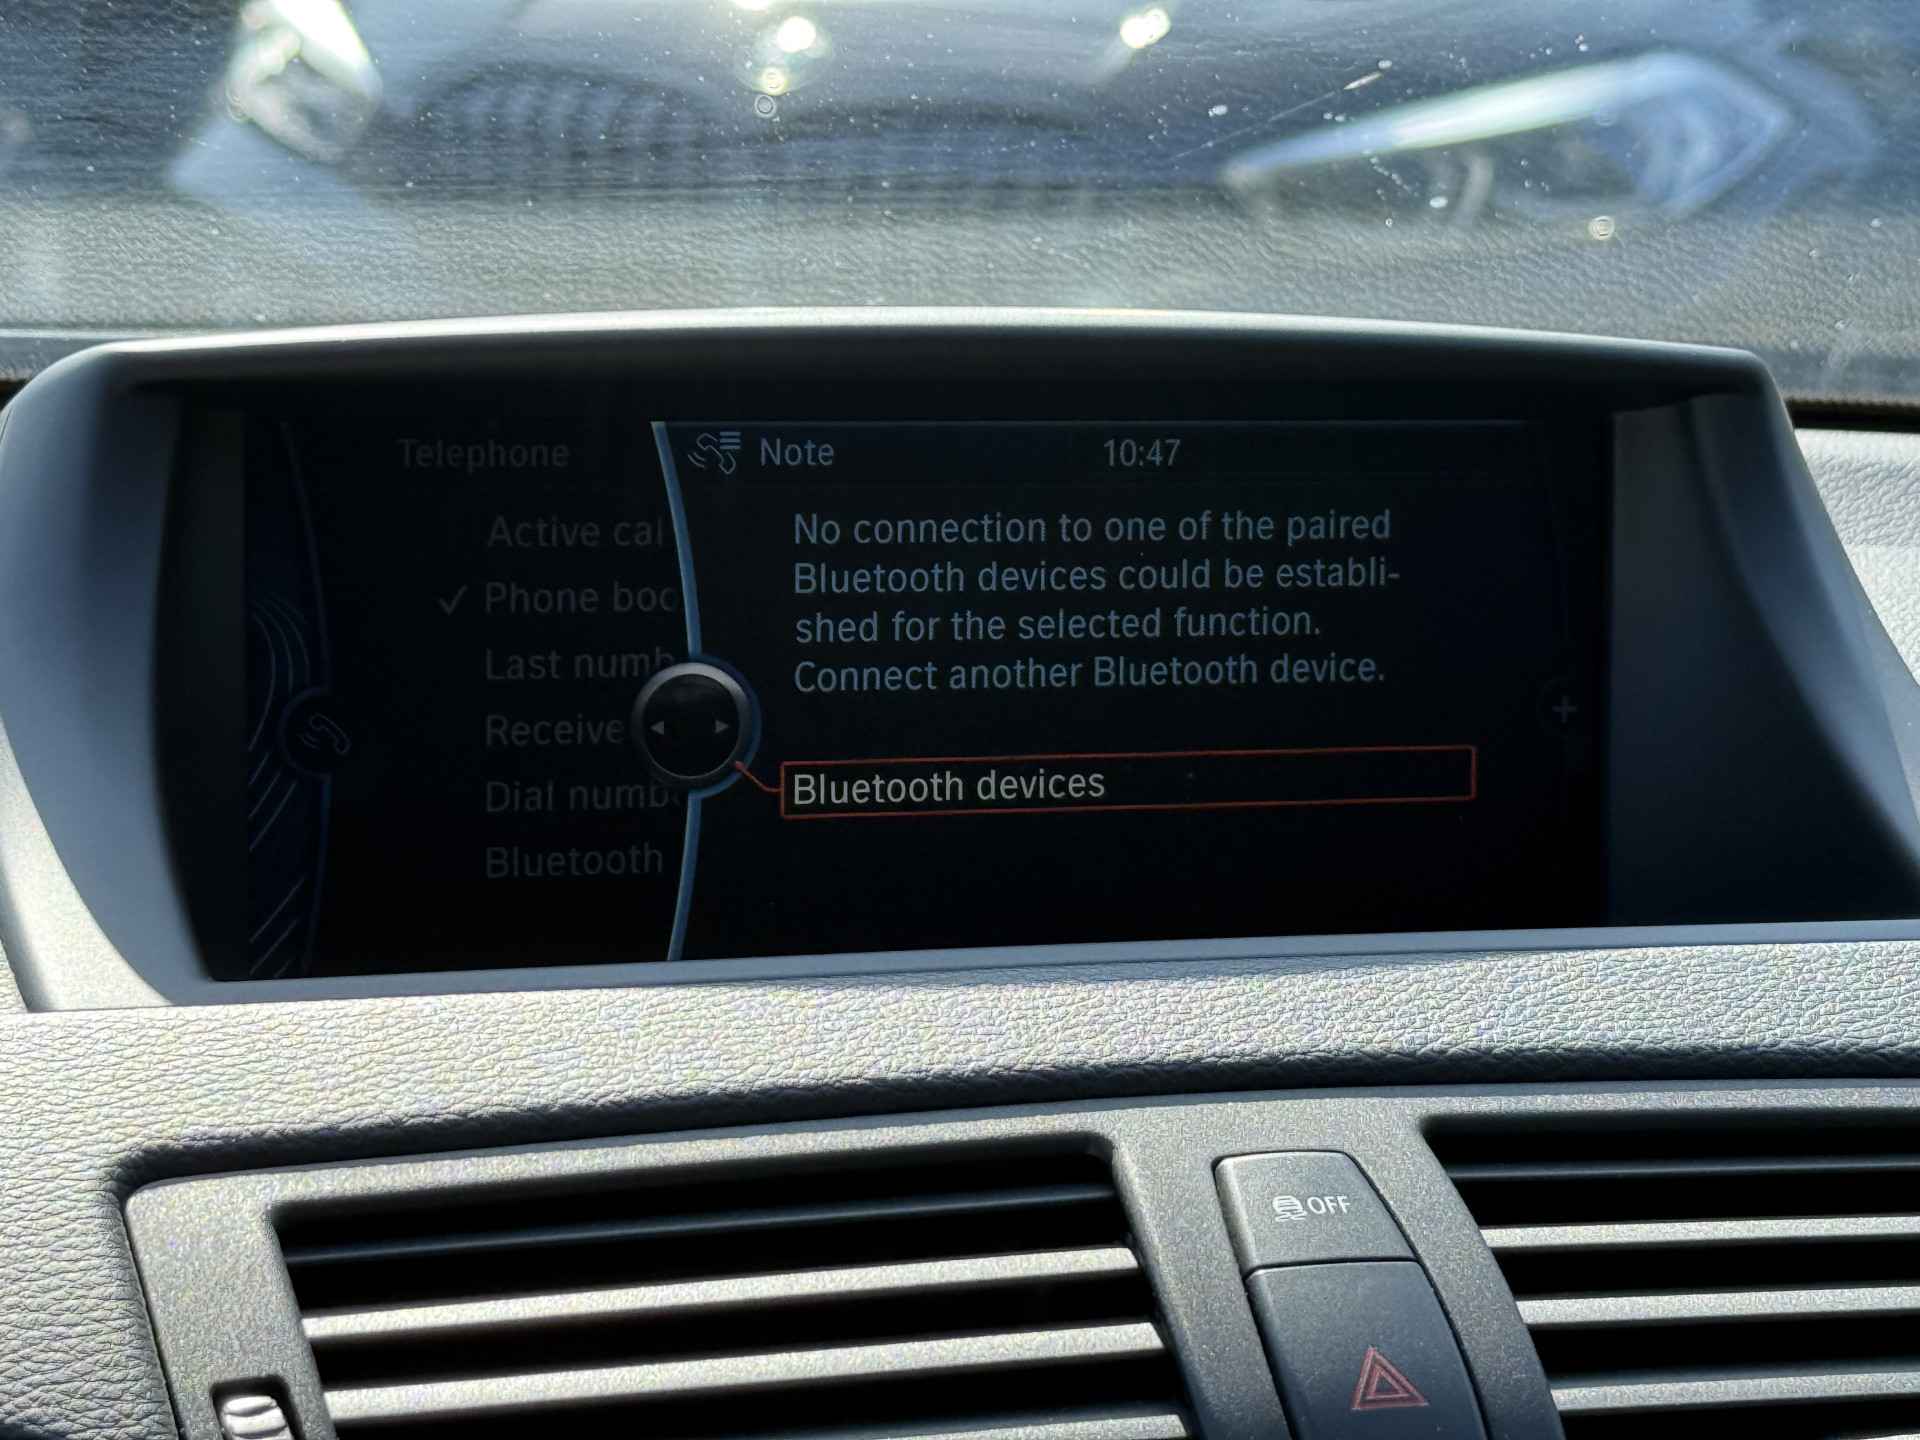 Telephone
Active cal
Phone boo
Last numb
Receive
Dial numb
Bluetooth
Note
10:47
No connection to one of the paired
Bluetooth devices could be establi-
shed for the selected function.
Connect another Bluetooth device.
Bluetooth devices
OFF